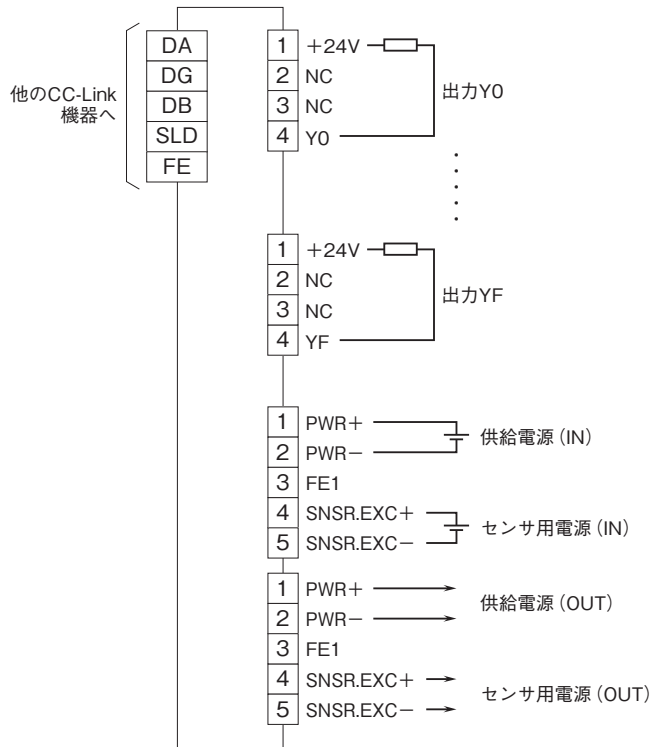 他のCC-Link
機器へ
DA
DG
DB
SLD
FE
1 +24V
2 NC
3 NC
4 Y0
出力Y0
1 +24V
2 NC
3 NC
4 YF
出力YF
1 PWR+
2 PWR−
3 FE1
4 SNSR.EXC+
5 SNSR.EXC−
供給電源(IN)
センサ用電源(IN)
1 PWR+
2 PWR−
3 FE1
4 SNSR.EXC+
5 SNSR.EXC−
供給電源(OUT)
センサ用電源(OUT)